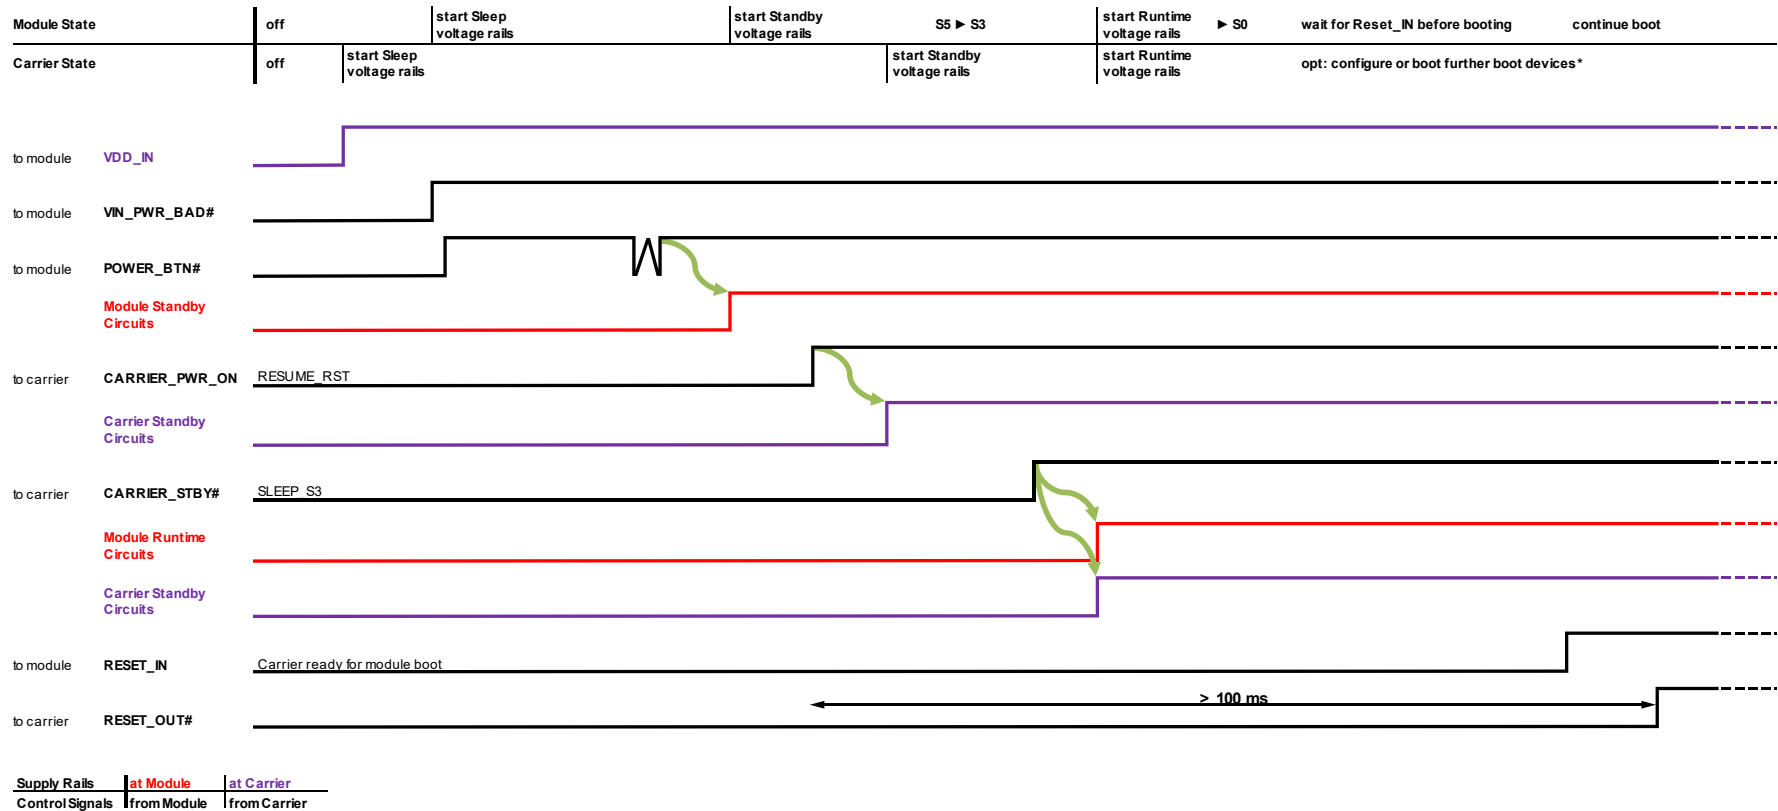 Module State off start Sleep start Standby S5 ► S3 start Runtime ► S0 wait for Reset_IN before booting continue boot
voltage rails voltage rails voltage rails
Carrier State off start Sleep start Standby start Runtime opt: configure or boot further boot devices*
voltage rails voltage rails voltage rails
to module VDD_IN
to module VIN_PWR_BAD#
to module POWER_BTN#
Module Standby
Circuits
to carrier CARRIER_PWR_ON RESUME_RST
Carrier Standby
Circuits
to carrier CARRIER_STBY# SLEEP_S3
Module Runtime
Circuits
Carrier Standby
Circuits
to module RESET_IN Carrier ready for module boot
> 100 ms
to carrier RESET_OUT#
Supply Rails at Module at Carrier
Control Signals from Module from Carrier